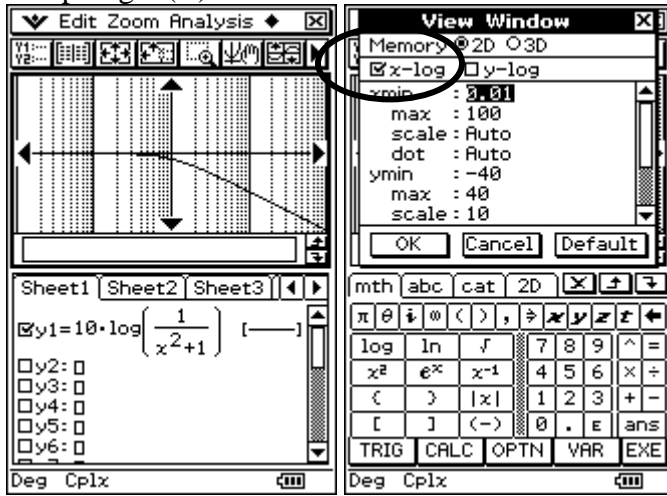 Edit Zoom Analysis
Sheet1 Sheet2 Sheet3
y1=10·log(1/(x²+1)) [—]
y2:
y3:
y4:
y5:
y6:
Deg Cplx
View Window
Memory 2D 3D
x-log y-log
xmin :0.01
max :100
scale:Auto
dot :Auto
ymin :-40
max :40
scale:10
OK Cancel Default
mth abc cat 2D
π θ i ∞ ( ) , ⇒ x y z t
log ln √ 7 8 9 ^ =
x² eˣ x⁻¹ 4 5 6 × ÷
( ) |x| 1 2 3 + -
[ ] (-) 0 . E ans
TRIG CALC OPTN VAR EXE
Deg Cplx